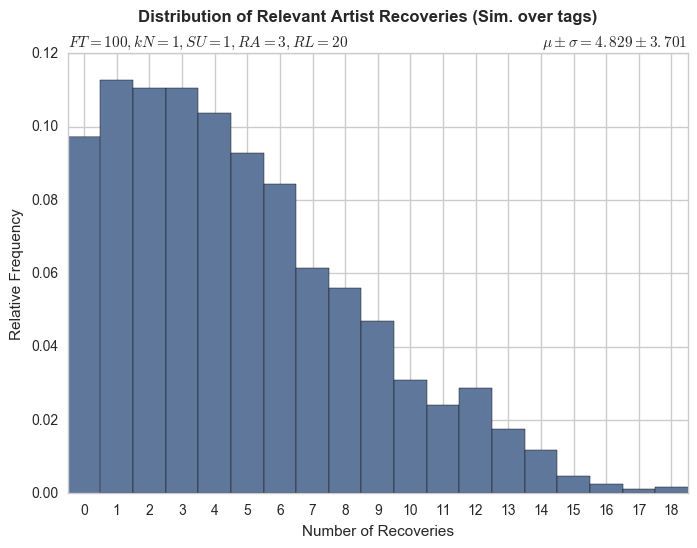 Distribution of Relevant Artist Recoveries (Sim. over tags)
FT = 100, kN = 1, SU = 1, RA = 3, RL = 20
μ ± σ = 4.829 ± 3.701
0.12
0.10
0.08
0.06
0.04
0.02
0.00
Relative Frequency
0 1 2 3 4 5 6 7 8 9 10 11 12 13 14 15 16 17 18
Number of Recoveries